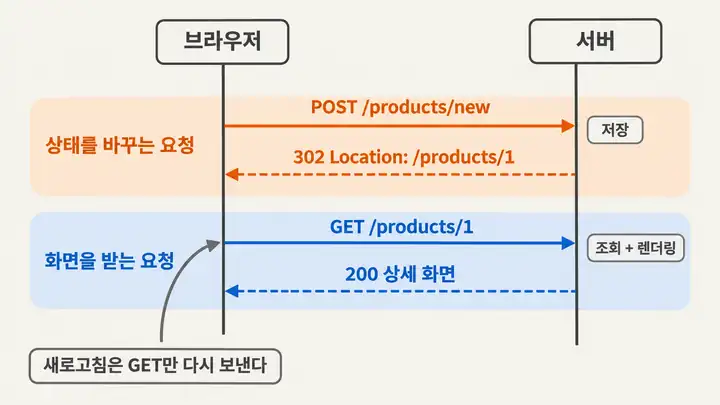 브라우저
서버
POST /products/new
상태를 바꾸는 요청
저장
302 Location: /products/1
GET /products/1
화면을 받는 요청
조회 + 렌더링
200 상세 화면
새로고침은 GET만 다시 보낸다